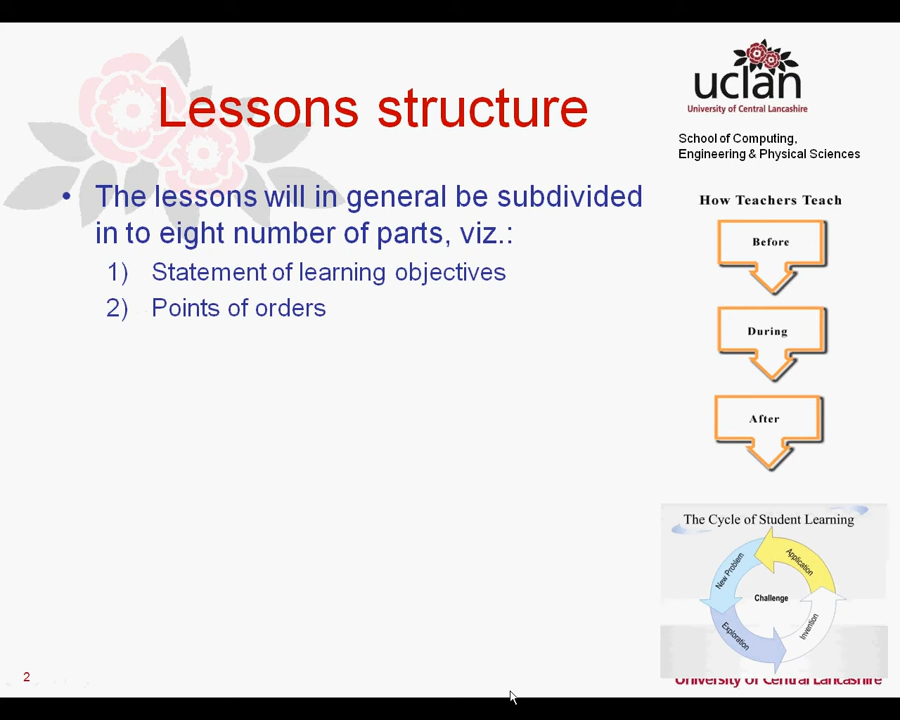 Lessons structure
• The lessons will in general be subdivided
in to eight number of parts, viz.:
1) Statement of learning objectives
2) Points of orders
uclan
University of Central Lancashire
School of Computing,
Engineering & Physical Sciences
How Teachers Teach
Before
During
After
The Cycle of Student Learning
New Problem
Application
Challenge
Exploration
Invention
University of Central Lancashire
2